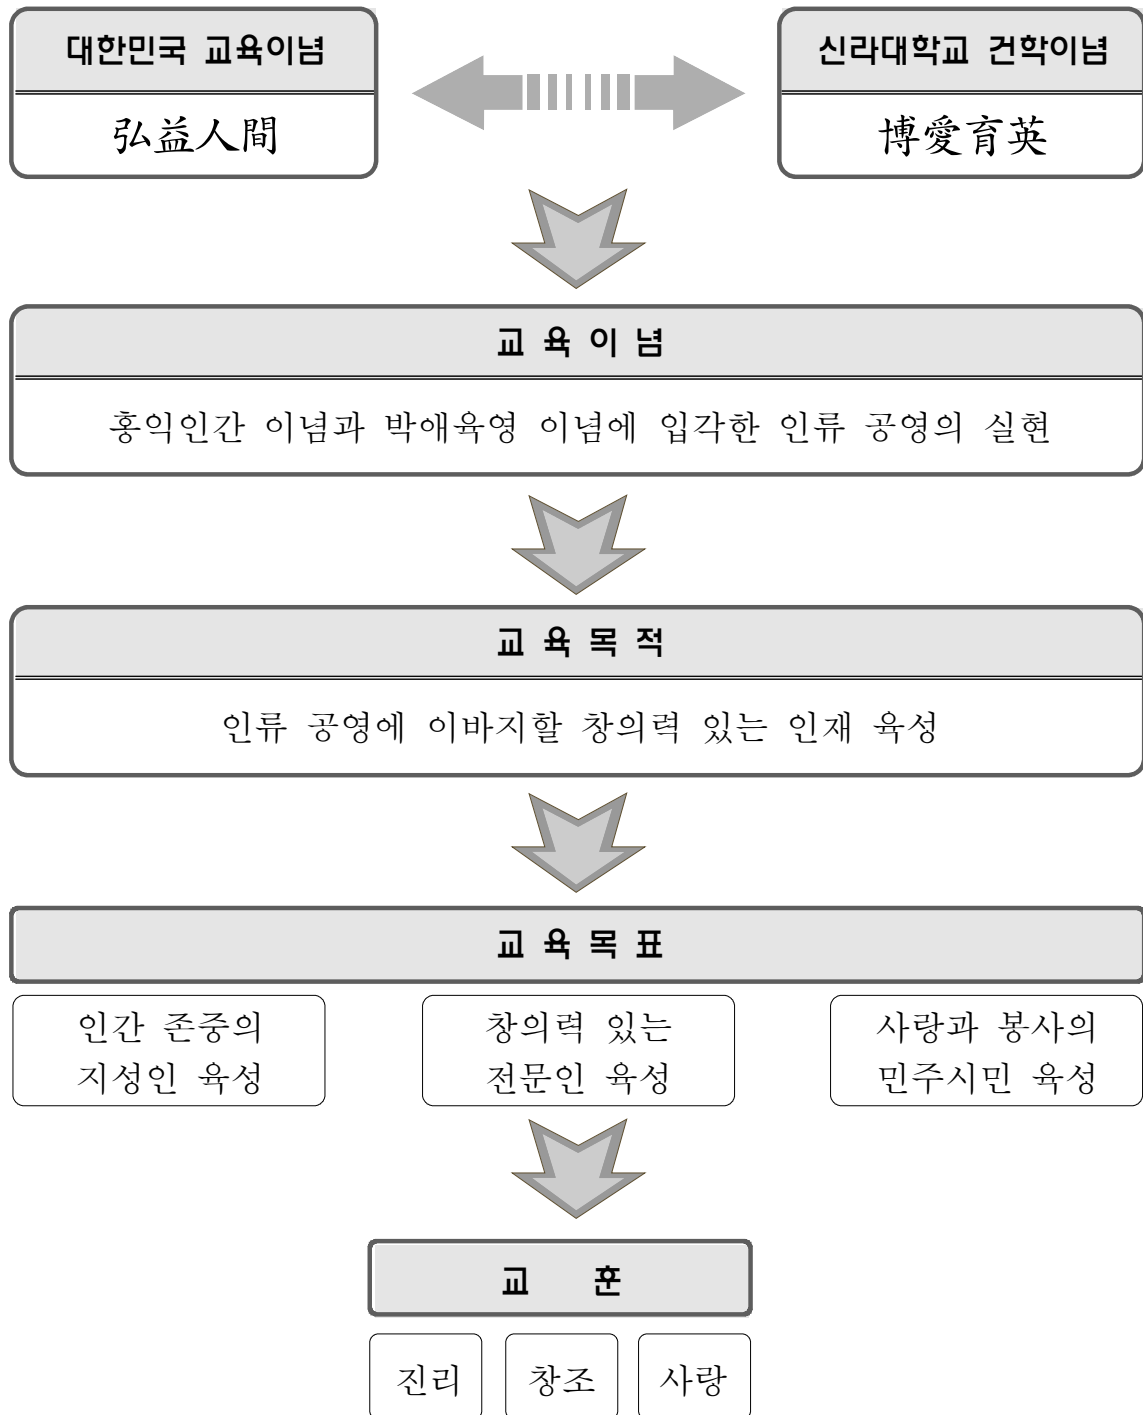 대한민국 교육이념
신라대학교 건학이념
弘益人間
博愛育英
교 육 이 념
홍익인간 이념과 박애육영 이념에 입각한 인류 공영의 실현
교 육 목 적
인류 공영에 이바지할 창의력 있는 인재 육성
교 육 목 표
인간 존중의
지성인 육성
창의력 있는
전문인 육성
사랑과 봉사의
민주시민 육성
교 훈
진리
창조
사랑